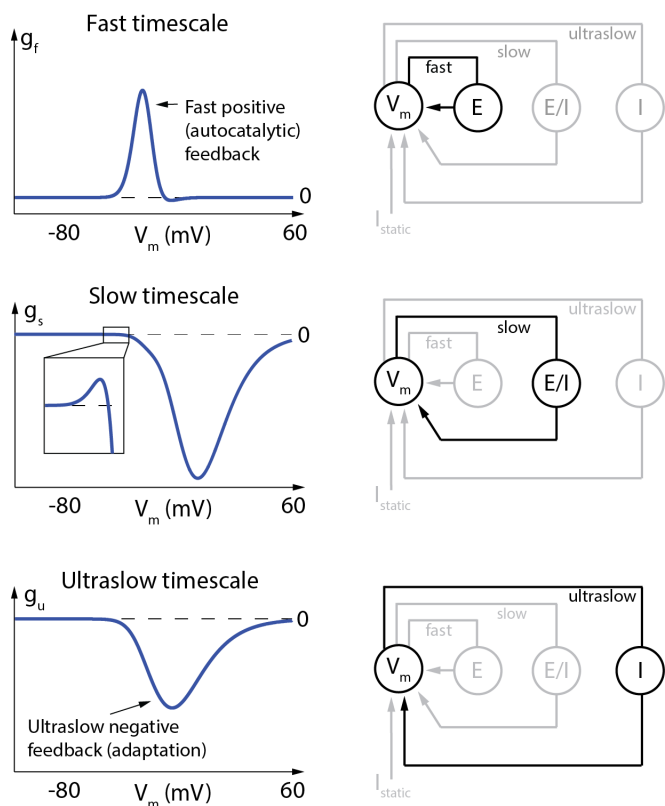 Fast timescale
g_f
Fast positive
(autocatalytic)
feedback
0
-80
V_m (mV)
60
ultraslow
slow
fast
V_m
E
E/I
I
I_static
Slow timescale
g_s
0
-80
V_m (mV)
60
ultraslow
slow
fast
V_m
E
E/I
I
I_static
Ultraslow timescale
g_u
0
Ultraslow negative
feedback (adaptation)
-80
V_m (mV)
60
ultraslow
slow
fast
V_m
E
E/I
I
I_static